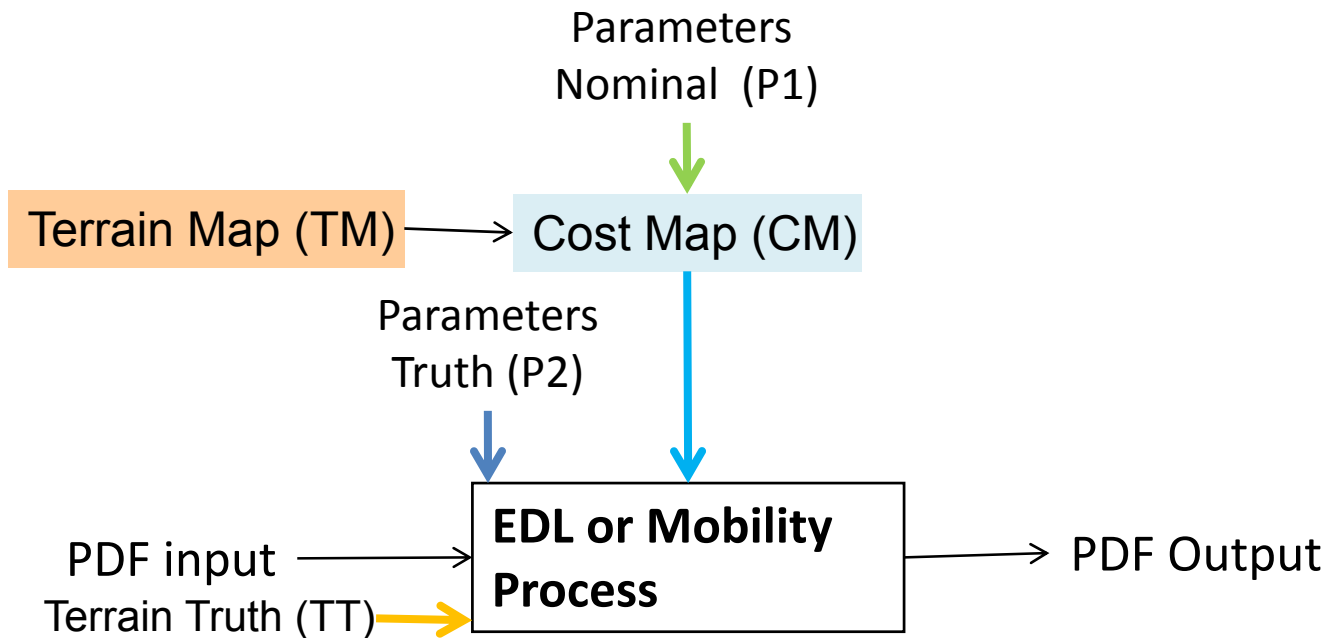 Parameters
Nominal (P1)
Terrain Map (TM)
Cost Map (CM)
Parameters
Truth (P2)
EDL or Mobility
Process
PDF input
PDF Output
Terrain Truth (TT)